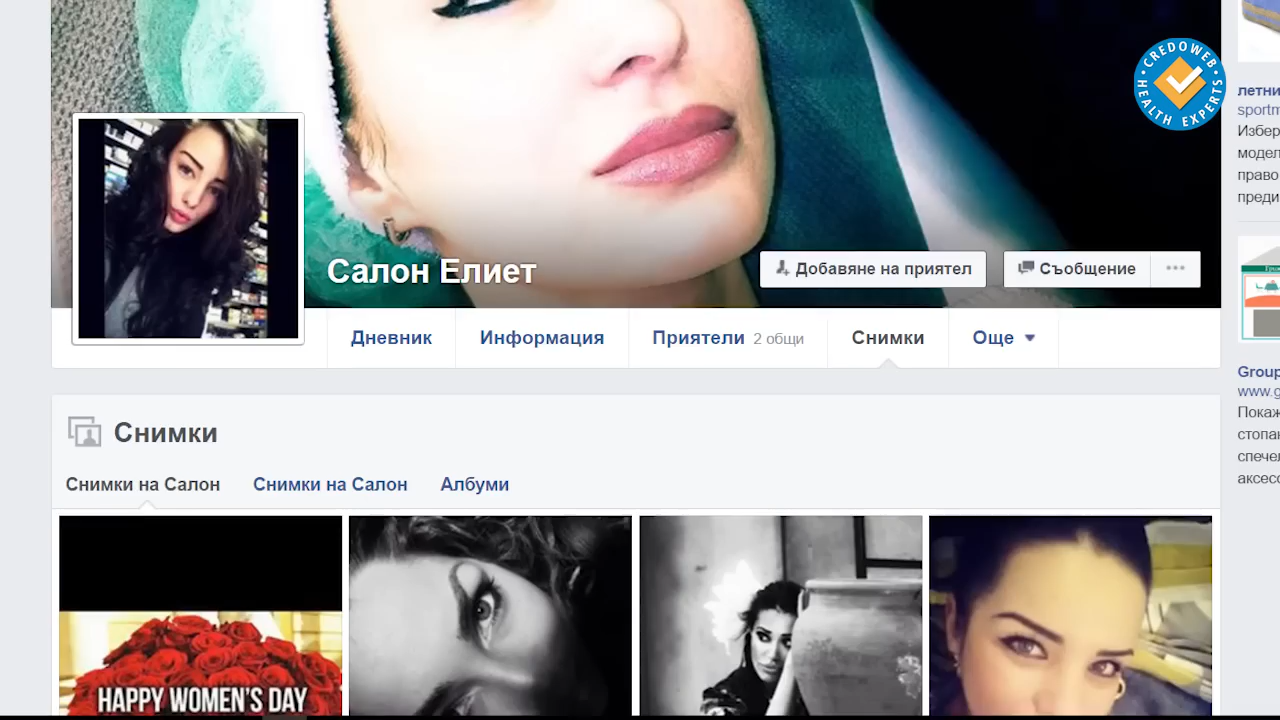 CREDOWEB
HEALTH EXPERTS
летни
sportm
Избер
модел
право
преди
Салон Елиет
Добавяне на приятел
Съобщение
Дневник
Информация
Приятели 2 общи
Снимки
Още
Group
www.g
Покаж
стопан
спечел
аксесо
Снимки
Снимки на Салон
Снимки на Салон
Албуми
HAPPY WOMEN'S DAY